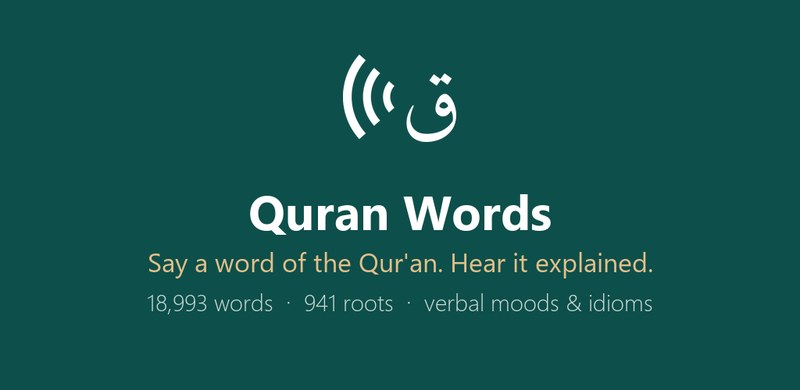 ق
Quran Words
Say a word of the Qur'an. Hear it explained.
18,993 words · 941 roots · verbal moods & idioms